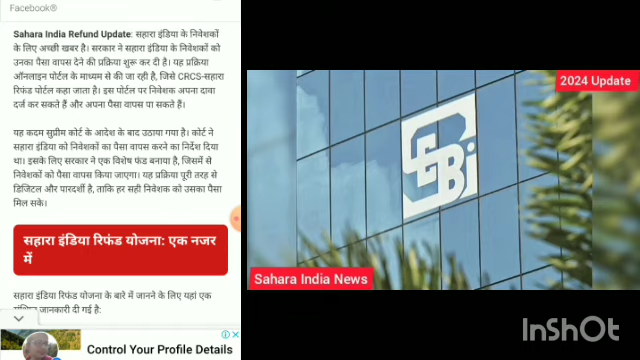 Facebook®
Sahara India Refund Update: सहारा इंडिया के निवेशकों
के लिए अच्छी खबर है। सरकार ने सहारा इंडिया के निवेशकों को
उनका पैसा वापस देने की प्रक्रिया शुरू कर दी है। यह प्रक्रिया
ऑनलाइन पोर्टल के माध्यम से की जा रही है, जिसे CRCS-सहारा
रिफंड पोर्टल कहा जाता है। इस पोर्टल पर निवेशक अपना दावा
दर्ज कर सकते हैं और अपना पैसा वापस पा सकते हैं।
यह कदम सुप्रीम कोर्ट के आदेश के बाद उठाया गया है। कोर्ट ने
सहारा इंडिया को निवेशकों का पैसा वापस करने का निर्देश दिया
था। इसके लिए सरकार ने एक विशेष फंड बनाया है, जिसमें से
निवेशकों को पैसा वापस किया जाएगा। यह प्रक्रिया पूरी तरह से
डिजिटल और पारदर्शी है, ताकि हर सही निवेशक को उसका पैसा
मिल सके।
सहारा इंडिया रिफंड योजना: एक नजर
में
सहारा इंडिया रिफंड योजना के बारे में जानने के लिए यहां एक
जानकारी दी गई है:
Control Your Profile Details
2024 Update
SEBi
Sahara India News
InShOt